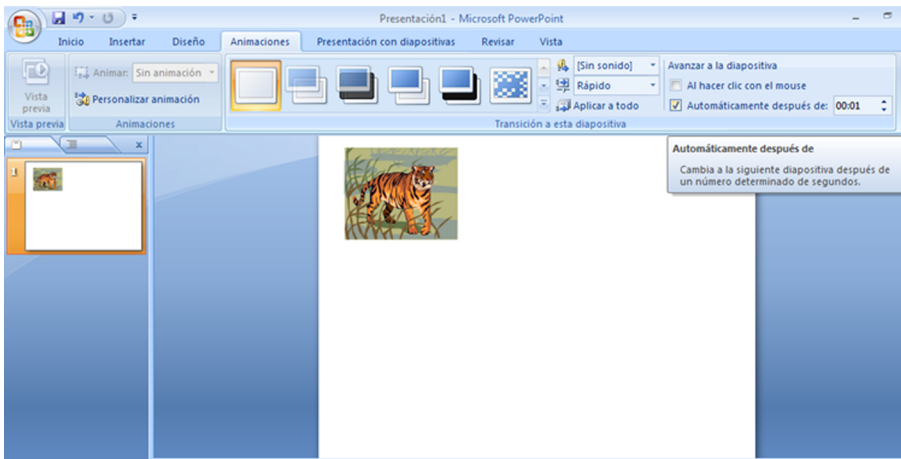 Presentación1 - Microsoft PowerPoint
Inicio Insertar Diseño Animaciones Presentación con diapositivas Revisar Vista
Vista previa
Animar: Sin animación
Personalizar animación
[Sin sonido]
Rápido
Aplicar a todo
Avanzar a la diapositiva
Al hacer clic con el mouse
Automáticamente después de: 00:01
Vista previa Animaciones Transición a esta diapositiva
Automáticamente después de
Cambia a la siguiente diapositiva después de
un número determinado de segundos.
1